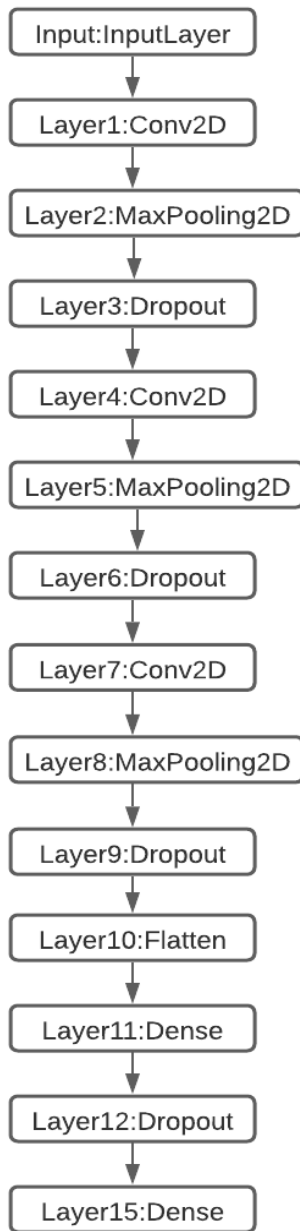 Input:InputLayer
Layer1:Conv2D
Layer2:MaxPooling2D
Layer3:Dropout
Layer4:Conv2D
Layer5:MaxPooling2D
Layer6:Dropout
Layer7:Conv2D
Layer8:MaxPooling2D
Layer9:Dropout
Layer10:Flatten
Layer11:Dense
Layer12:Dropout
Layer15:Dense